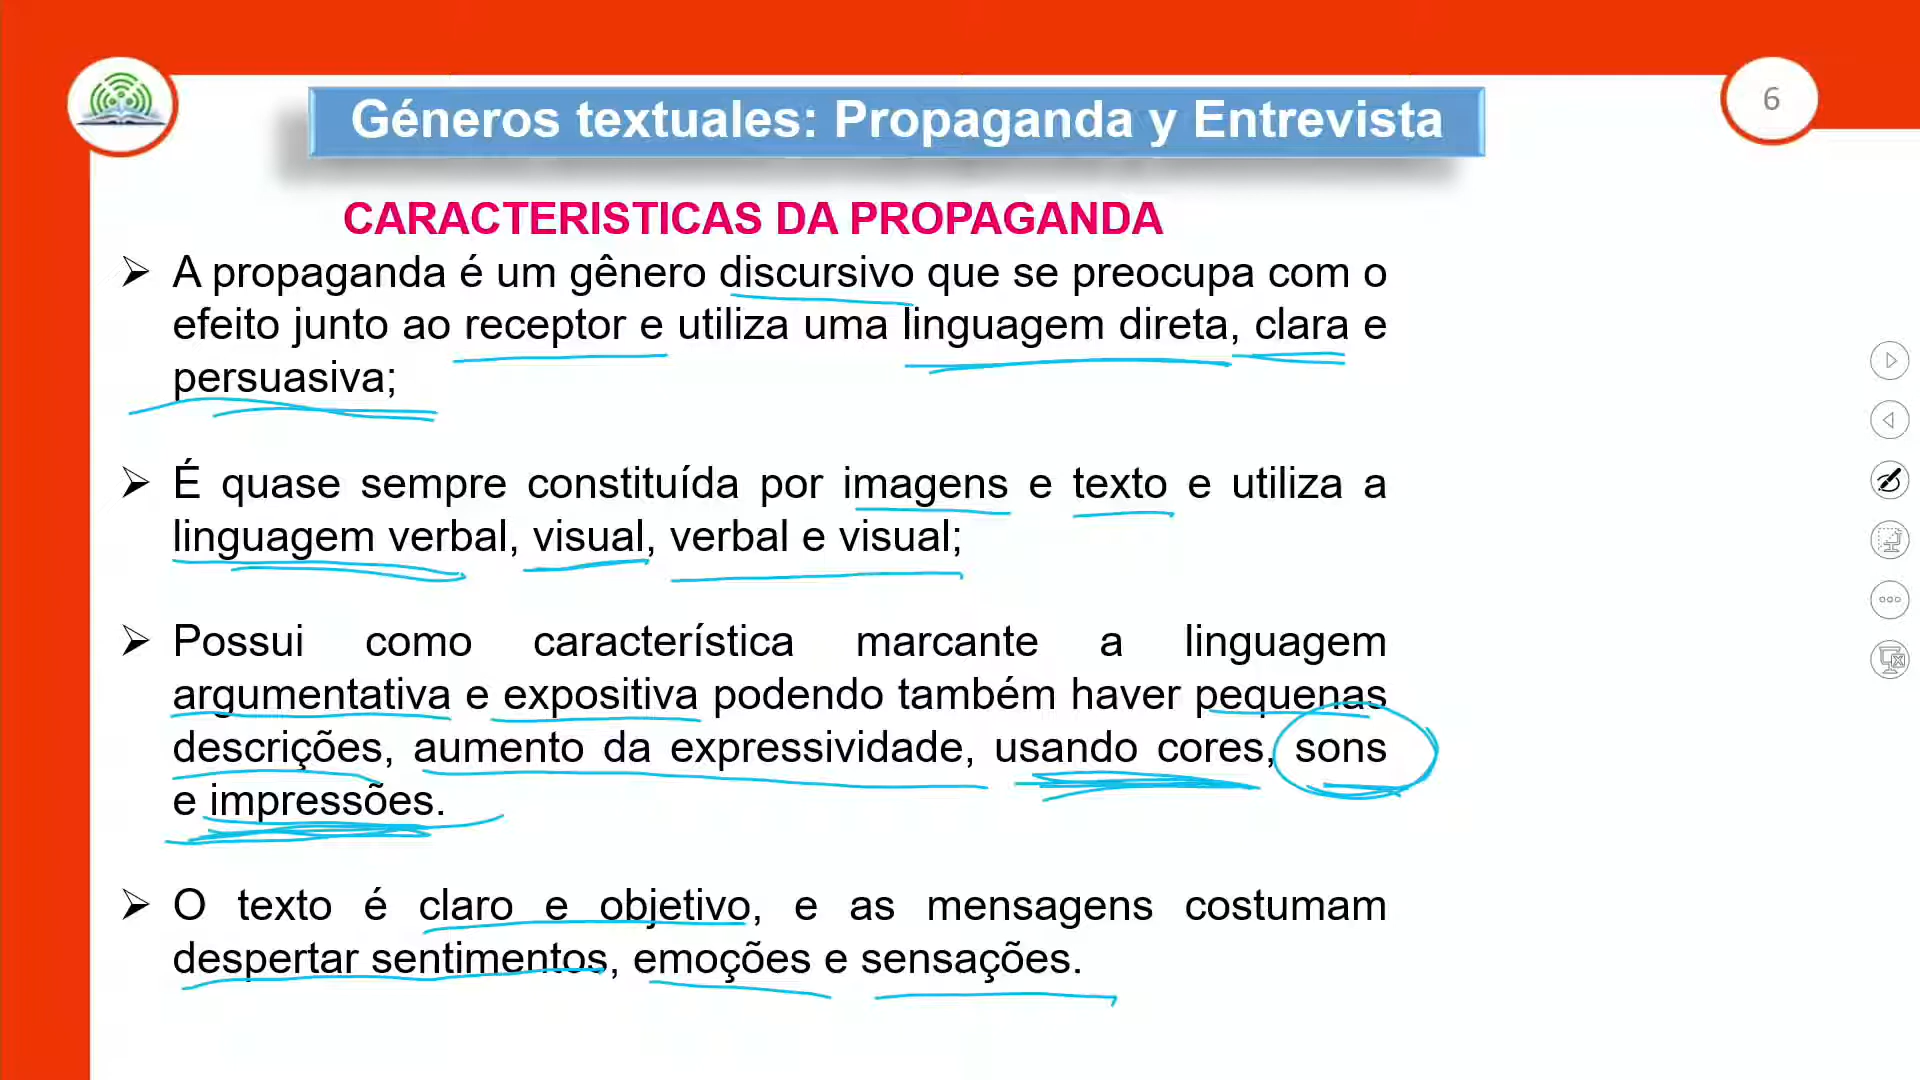 Géneros textuales: Propaganda y Entrevista
6
CARACTERISTICAS DA PROPAGANDA
➢ A propaganda é um gênero discursivo que se preocupa com o
efeito junto ao receptor e utiliza uma linguagem direta, clara e
persuasiva;
➢ É quase sempre constituída por imagens e texto e utiliza a
linguagem verbal, visual, verbal e visual;
➢ Possui como característica marcante a linguagem
argumentativa e expositiva podendo também haver pequenas
descrições, aumento da expressividade, usando cores, sons
e impressões.
➢ O texto é claro e objetivo, e as mensagens costumam
despertar sentimentos, emoções e sensações.